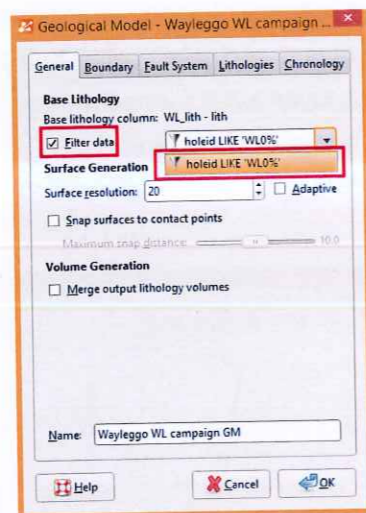 Geological Model - Wayleggo WL campaign ...
General Boundary Fault System Lithologies Chronology
Base Lithology
Base lithology column: WL_lith - lith
Filter data holeid LIKE 'WL0%'
holeid LIKE 'WL0%'
Surface Generation
Surface resolution: 20 Adaptive
Snap surfaces to contact points
Maximum snap distance: 10.0
Volume Generation
Merge output lithology volumes
Name: Wayleggo WL campaign GM
Help Cancel OK